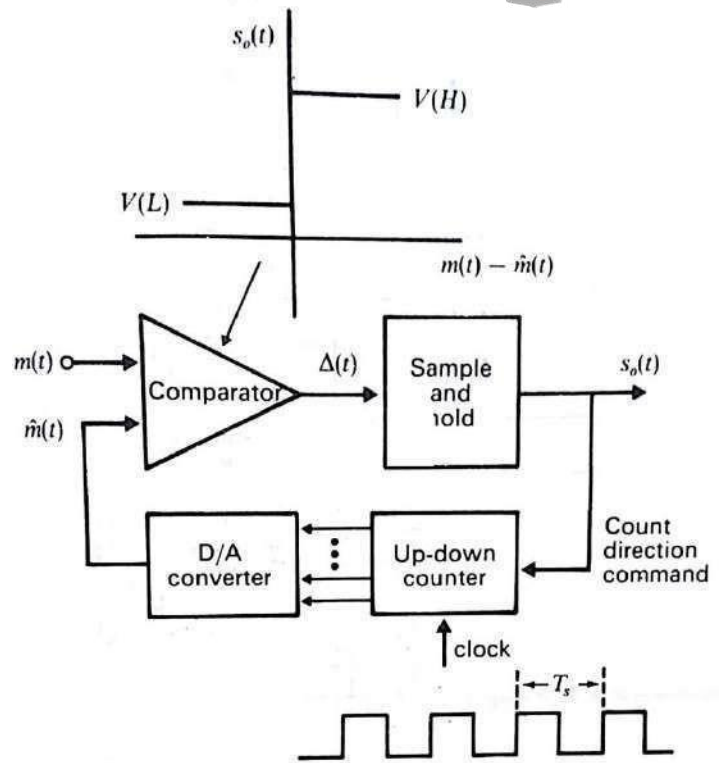 s_o(t)
V(H)
V(L)
m(t) − m̂(t)
m(t)
Comparator
Δ(t)
Sample
and
hold
s_o(t)
m̂(t)
D/A
converter
Up-down
counter
Count
direction
command
clock
T_s